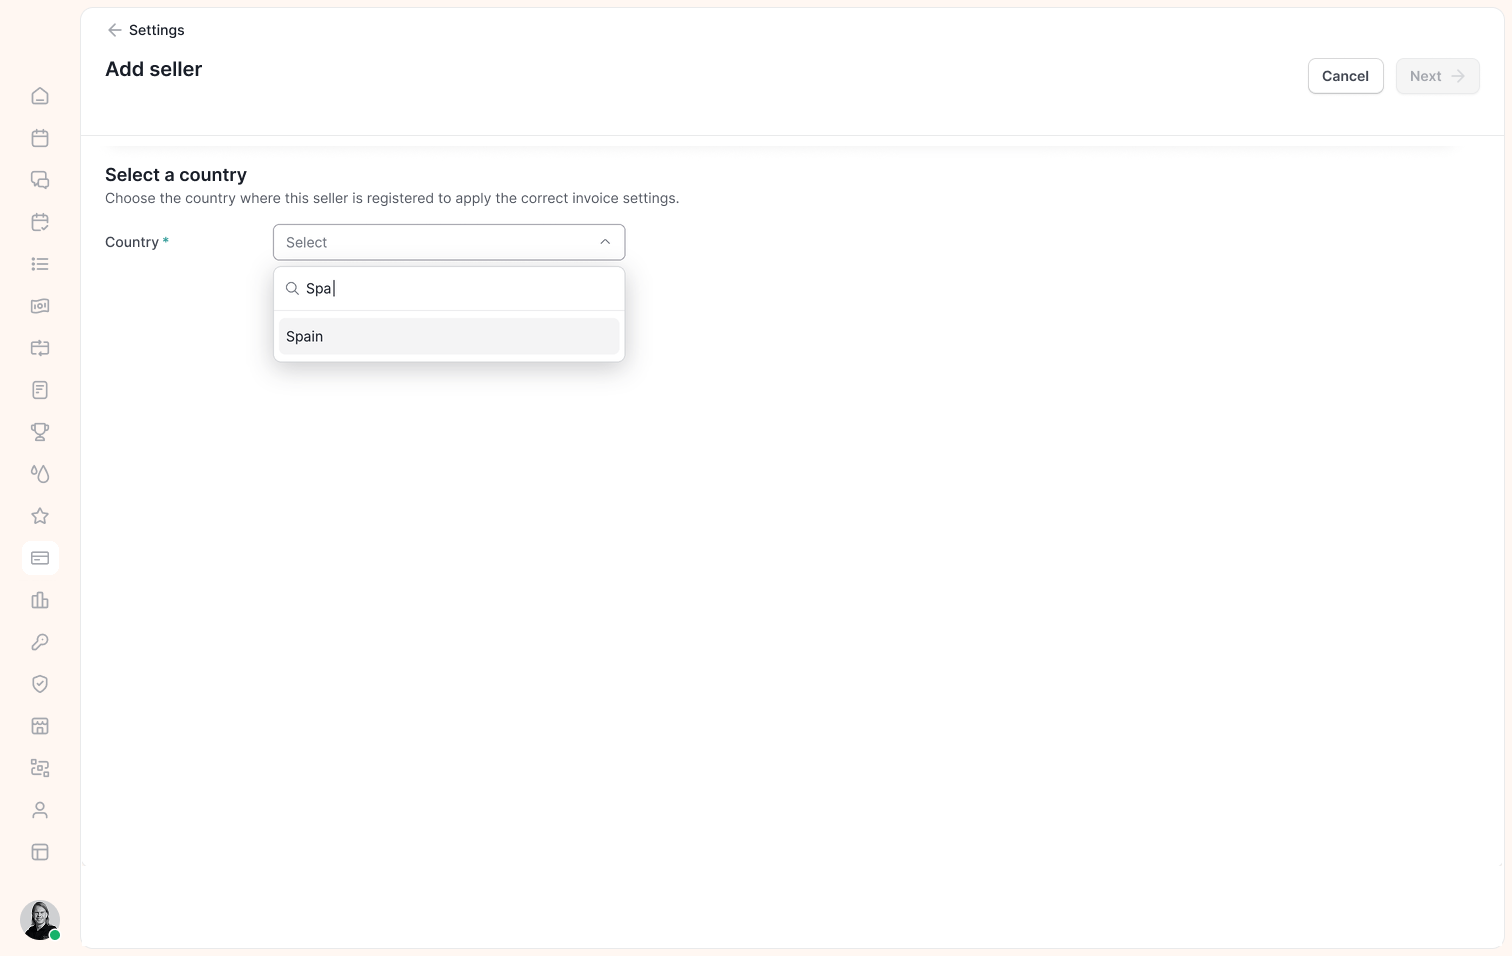 Settings
Add seller
Cancel
Next
Select a country
Choose the country where this seller is registered to apply the correct invoice settings.
Country *
Select
Spa
Spain